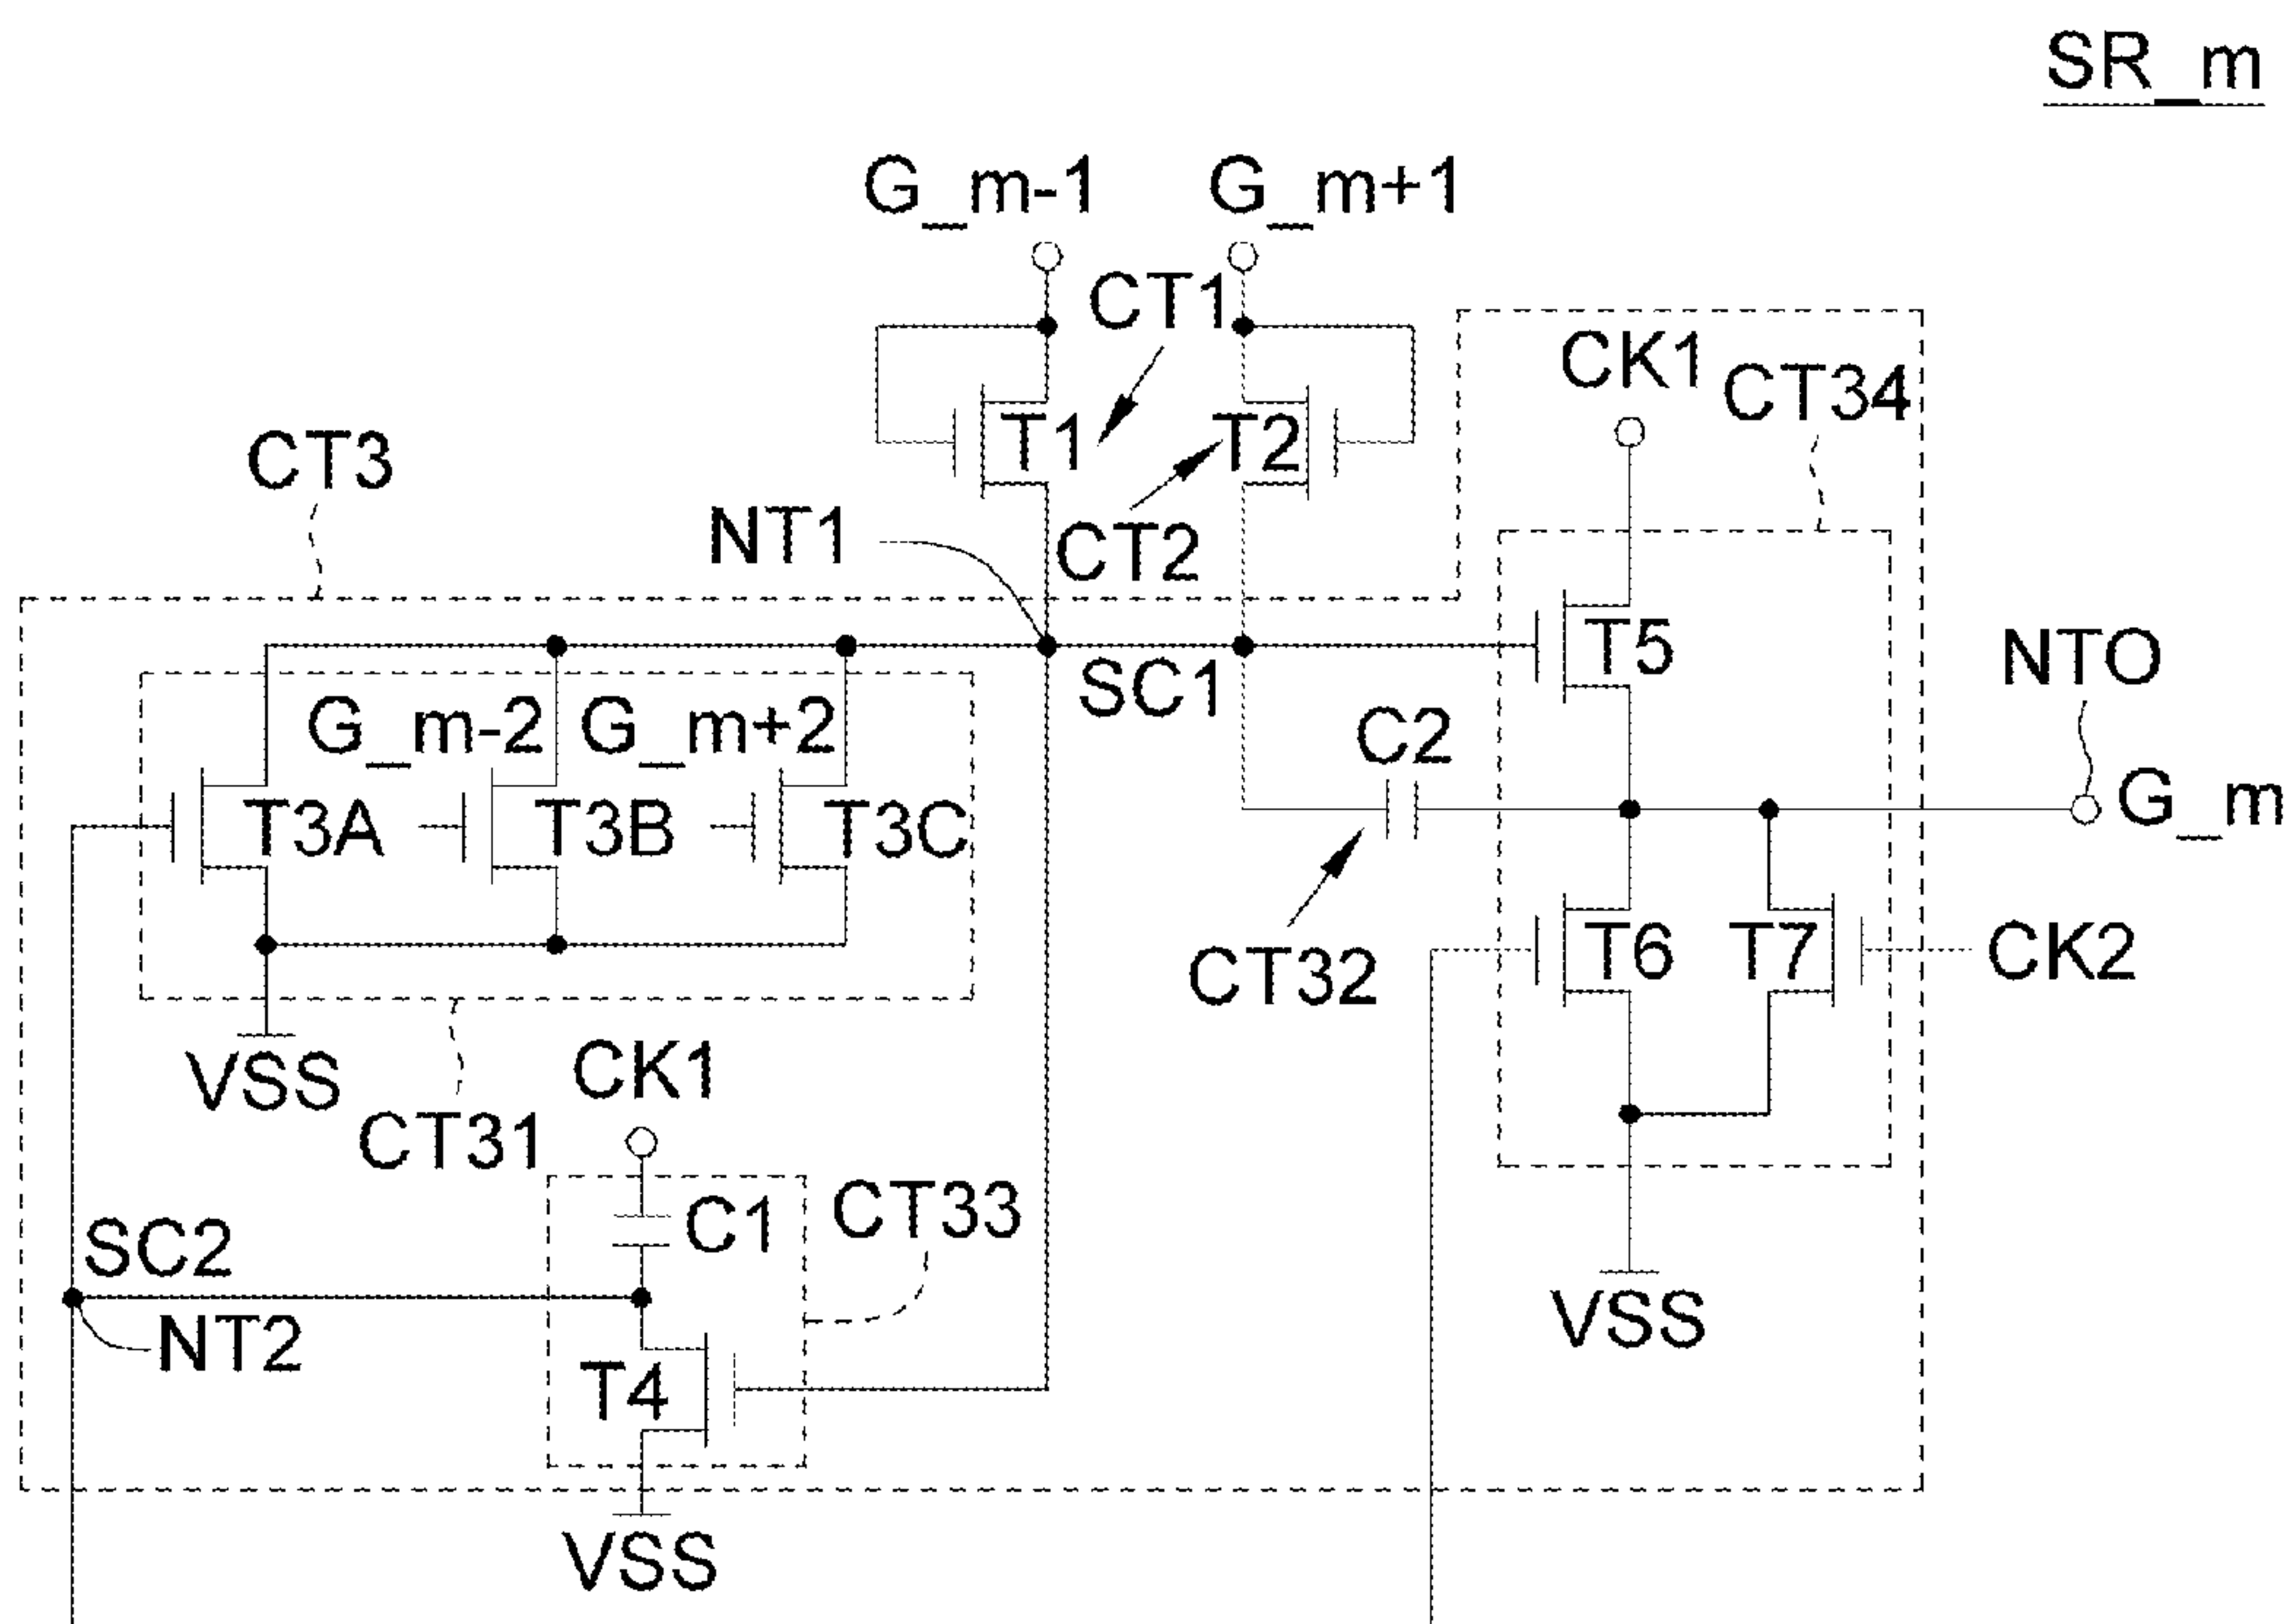 SR_m
G_m-1 G_m+1
CT1
CK1
CT34
T1 T2
CT3
NT1
CT2
SC1
T5
NTO
G_m-2 G_m+2
C2
G_m
T3A T3B T3C
T6 T7 CK2
CT32
VSS
CK1
CT31
C1
CT33
SC2
NT2
VSS
T4
VSS